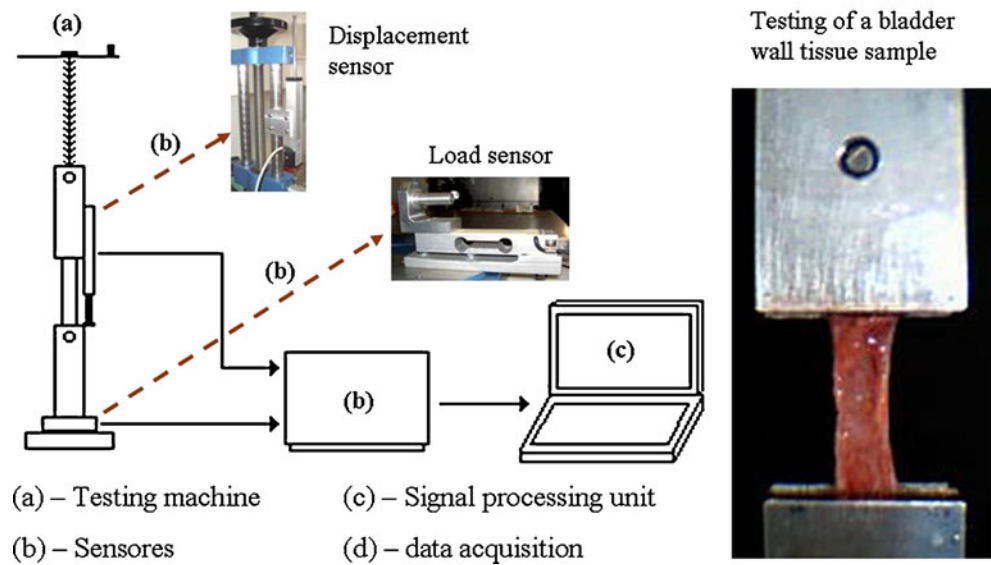 (a)
Displacement
sensor
Testing of a bladder
wall tissue sample
(b)
Load sensor
(b)
(c)
(b)
(a) – Testing machine
(c) – Signal processing unit
(b) – Sensores
(d) – data acquisition